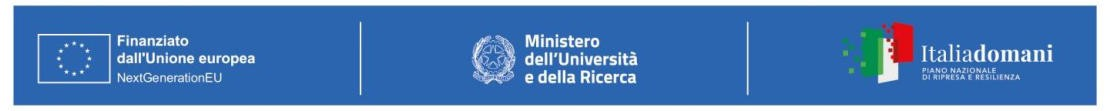 Finanziato
dall'Unione europea
NextGenerationEU
Ministero
dell'Università
e della Ricerca
Italiadomani
PIANO NAZIONALE
DI RIPRESA E RESILIENZA